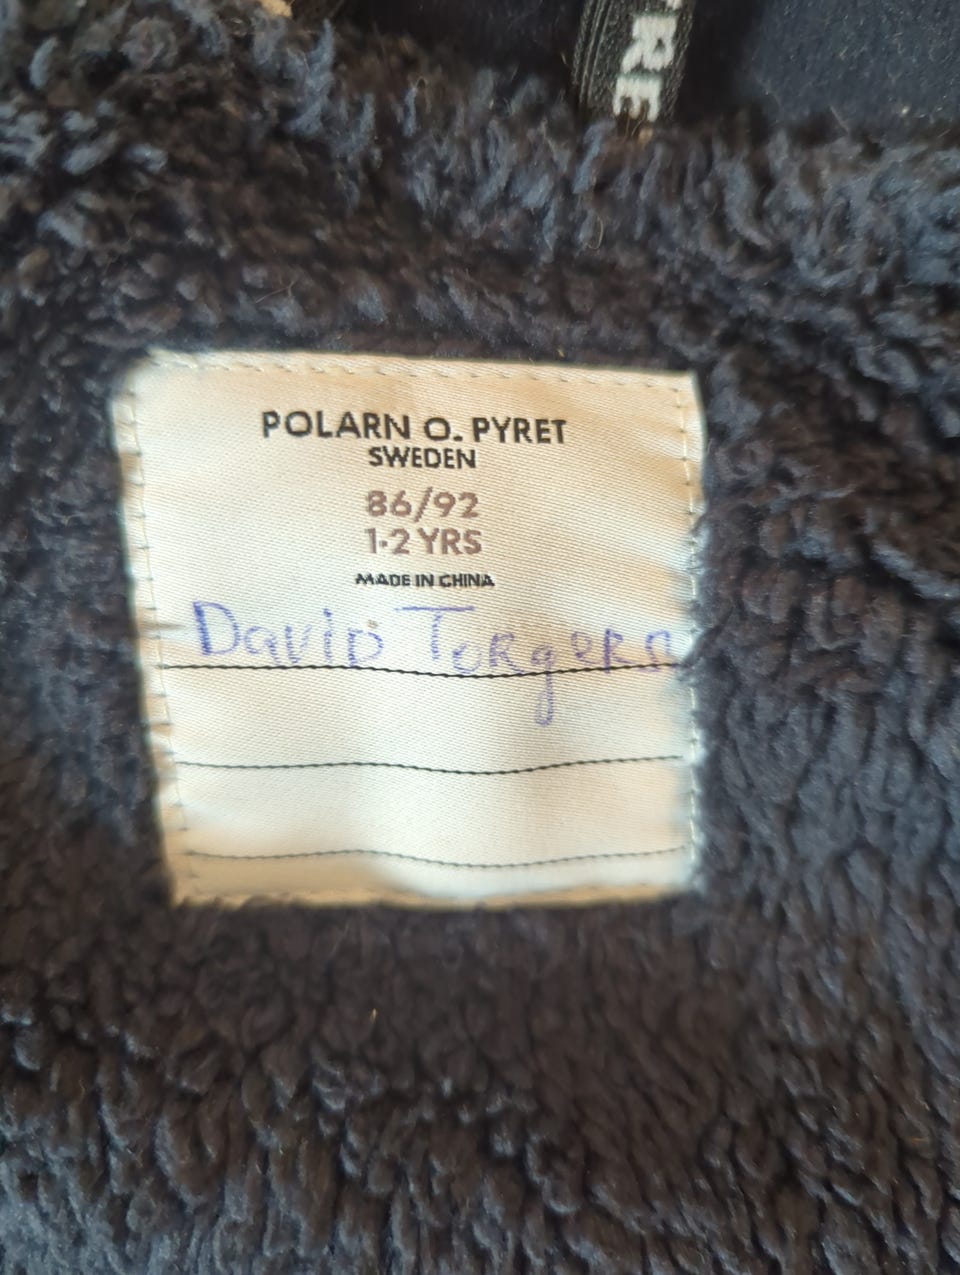 POLARN O. PYRET
SWEDEN
86/92
1-2 YRS
MADE IN CHINA
David